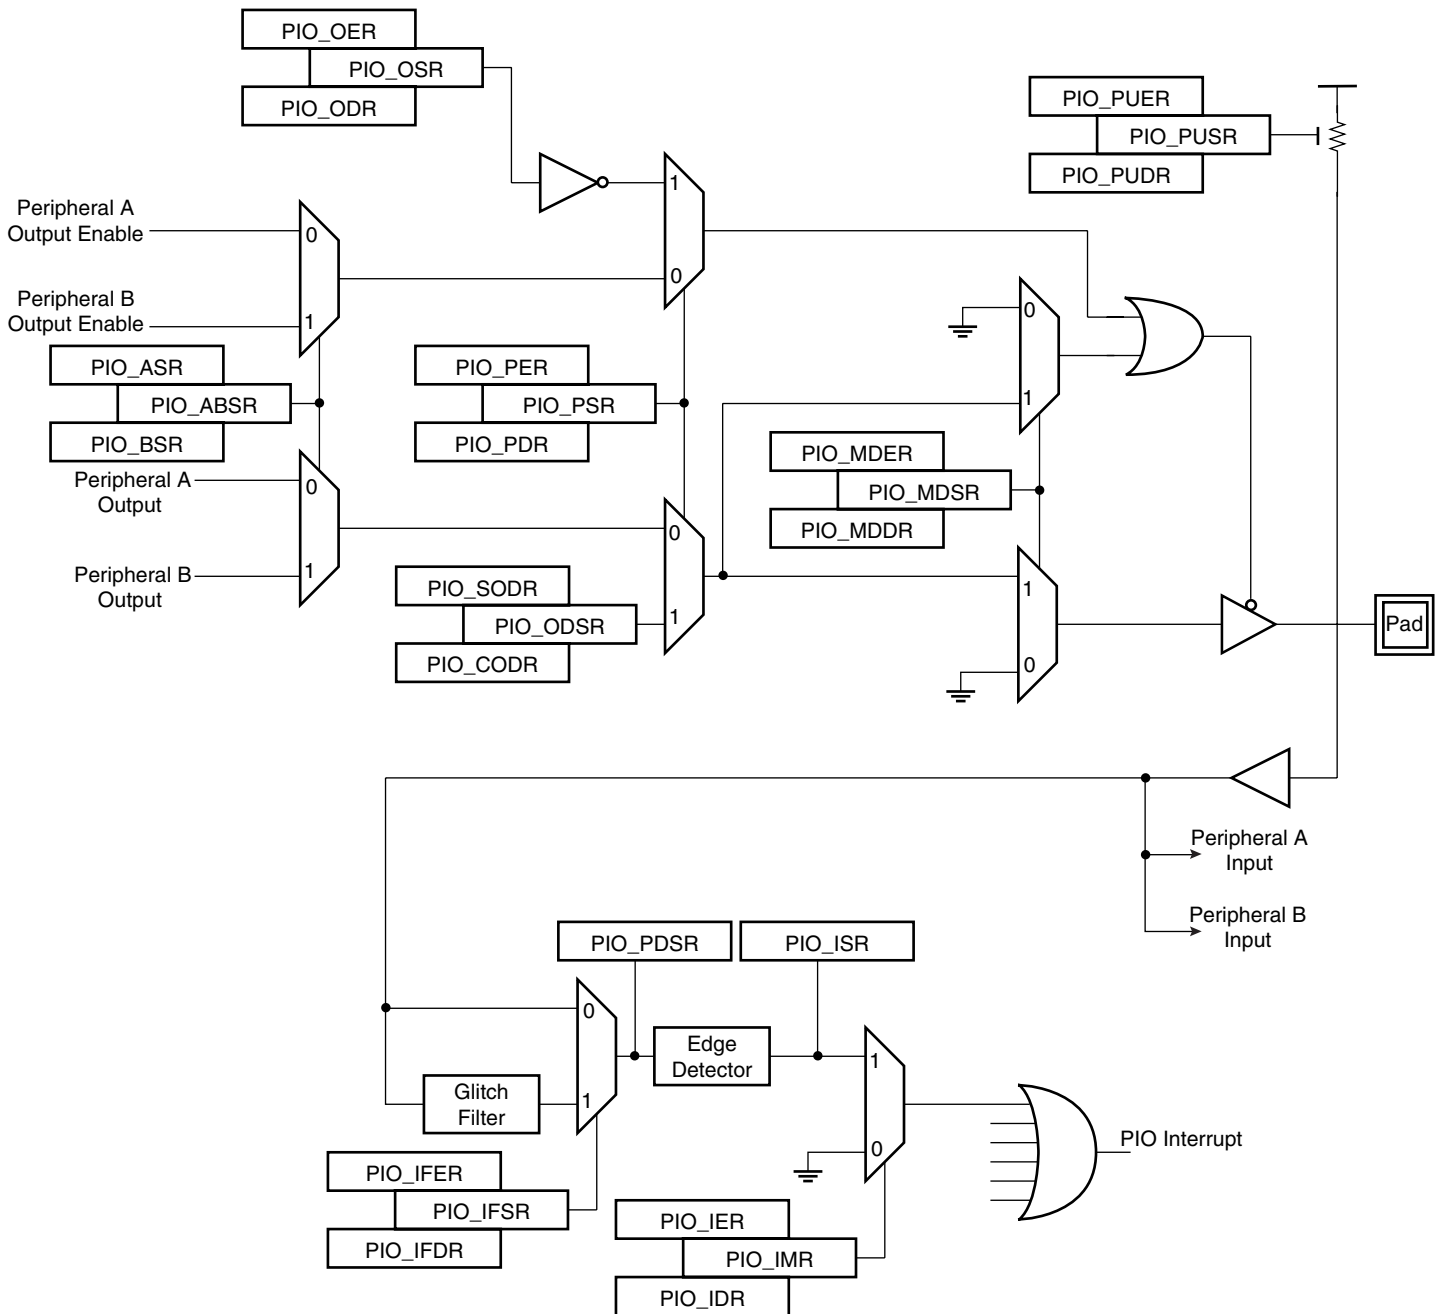 PIO_OER
PIO_OSR
PIO_ODR
PIO_PUER
PIO_PUSR
PIO_PUDR
1
0
Peripheral A
Output Enable
0
Peripheral B
Output Enable
1
0
1
PIO_ASR
PIO_ABSR
PIO_BSR
PIO_PER
PIO_PSR
PIO_PDR
PIO_MDER
PIO_MDSR
PIO_MDDR
Peripheral A
Output
0
Peripheral B
Output
1
0
1
PIO_SODR
PIO_ODSR
PIO_CODR
1
0
Pad
Peripheral A
Input
Peripheral B
Input
PIO_PDSR
PIO_ISR
0
1
Glitch
Filter
Edge
Detector
1
0
PIO Interrupt
PIO_IFER
PIO_IFSR
PIO_IFDR
PIO_IER
PIO_IMR
PIO_IDR